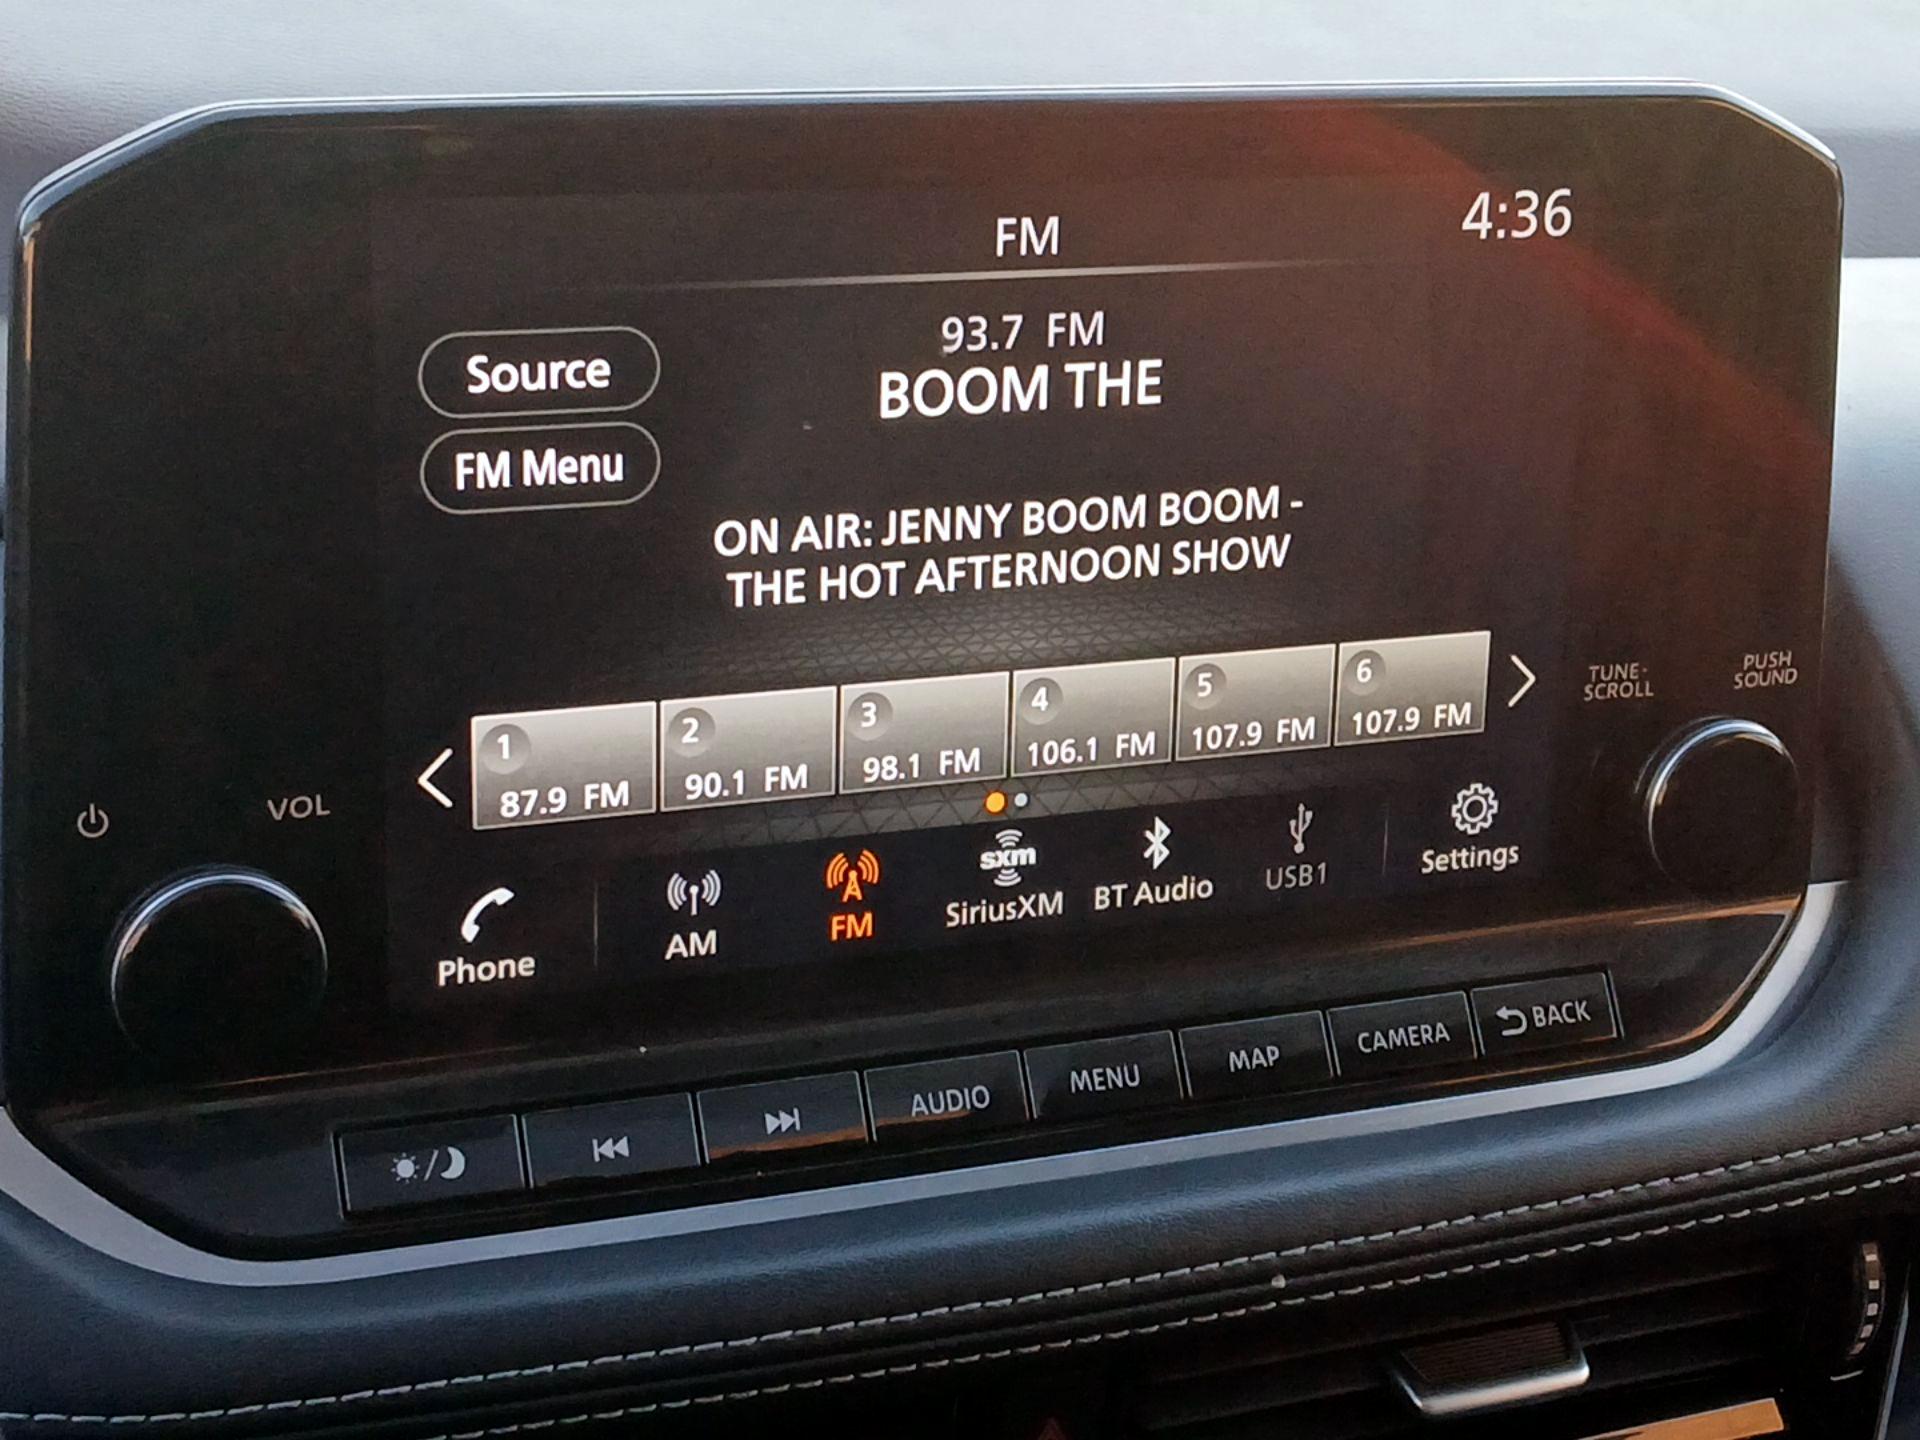 FM
4:36
93.7 FM
BOOM THE
Source
FM Menu
ON AIR: JENNY BOOM BOOM -
THE HOT AFTERNOON SHOW
1
87.9 FM
2
90.1 FM
3
98.1 FM
4
106.1 FM
5
107.9 FM
6
107.9 FM
TUNE·
SCROLL
PUSH
SOUND
VOL
Phone
AM
FM
sxm
SiriusXM
BT Audio
USB1
Settings
AUDIO
MENU
MAP
CAMERA
BACK